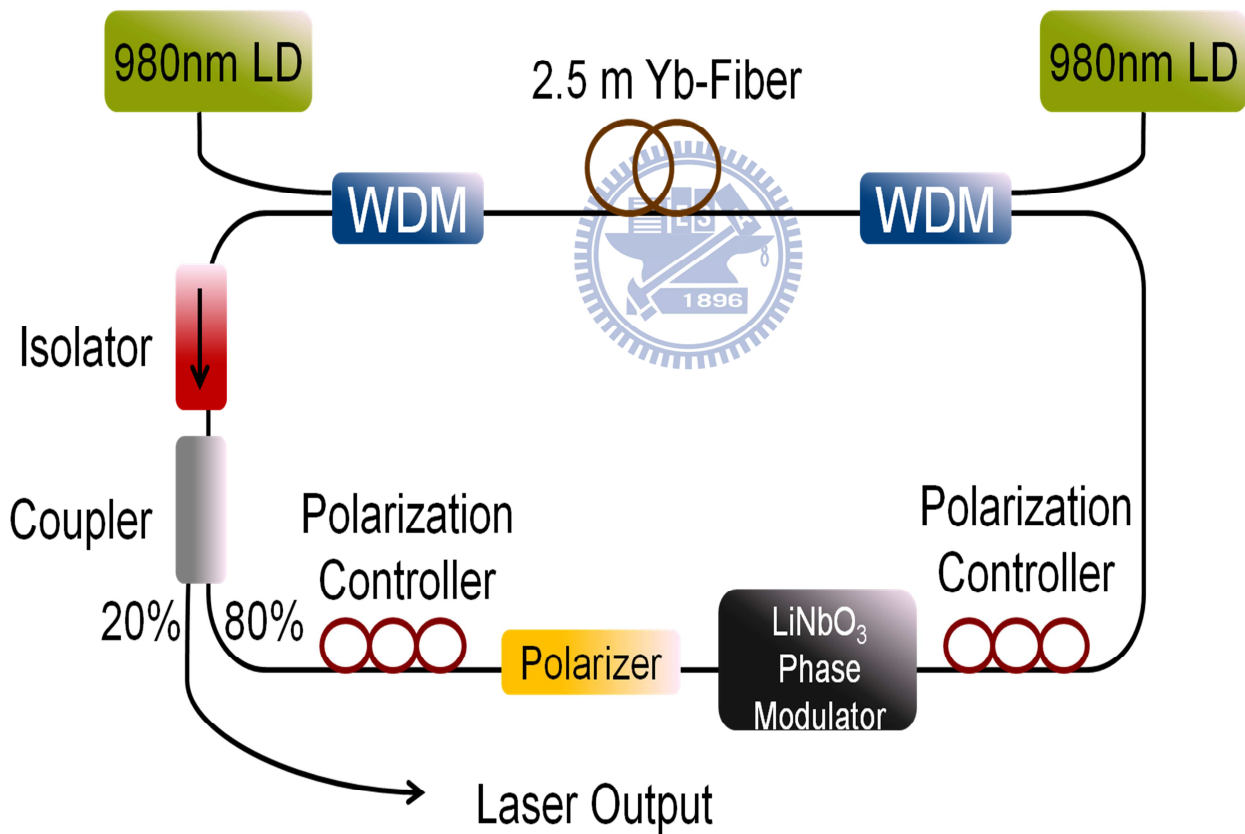 980nm LD
2.5 m Yb-Fiber
980nm LD
WDM
WDM
E S
1896
Isolator
Coupler
20%
80%
Polarization
Controller
Polarizer
LiNbO₃
Phase
Modulator
Polarization
Controller
Laser Output